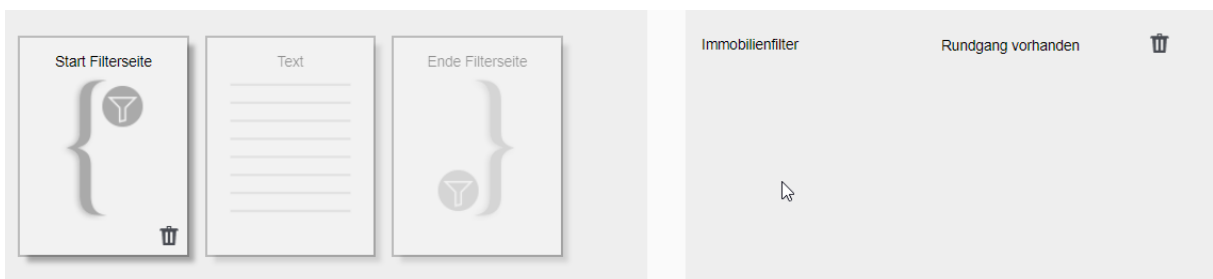 Start Filterseite
Text
Ende Filterseite
Immobilienfilter
Rundgang vorhanden